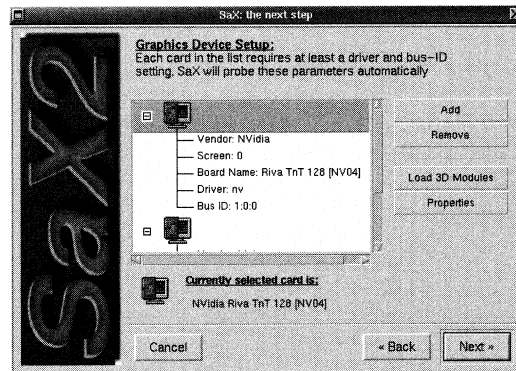 SaX: the next step
SaX2
Graphics Device Setup:
Each card in the list requires at least a driver and bus-ID
setting. SaX will probe these parameters automatically
Vendor: NVidia
Screen: 0
Board Name: Riva TnT 128 [NV04]
Driver: nv
Bus ID: 1:0:0
Add
Remove
Load 3D Modules
Properties
Currently selected card is:
NVidia Riva TnT 128 [NV04]
Cancel
« Back
Next »